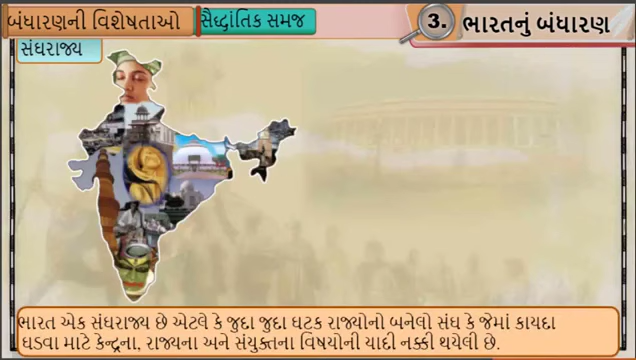 બંધારણની વિશેષતાઓ
સૈદ્ધાંતિક સમજ
3. ભારતનું બંધારણ
સંઘરાજ્ય
ભારત એક સંઘરાજ્ય છે એટલે કે જુદા જુદા ઘટક રાજ્યોનો બનેલો સંઘ કે જેમાં કાયદા
ઘડવા માટે કેન્દ્રના, રાજ્યના અને સંયુક્તના વિષયોની યાદી નક્કી થયેલી છે.